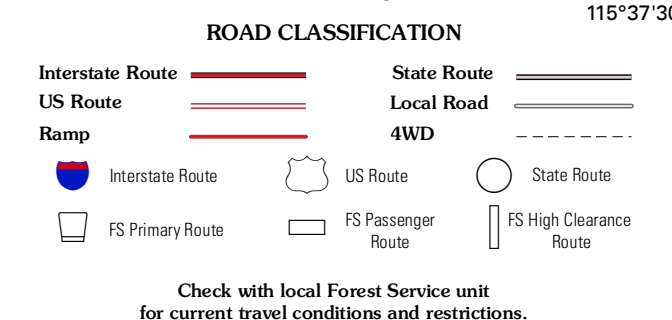 115°37'30
ROAD CLASSIFICATION
Interstate Route
State Route
US Route
Local Road
Ramp
4WD
Interstate Route
US Route
State Route
FS Primary Route
FS Passenger
Route
FS High Clearance
Route
Check with local Forest Service unit
for current travel conditions and restrictions.